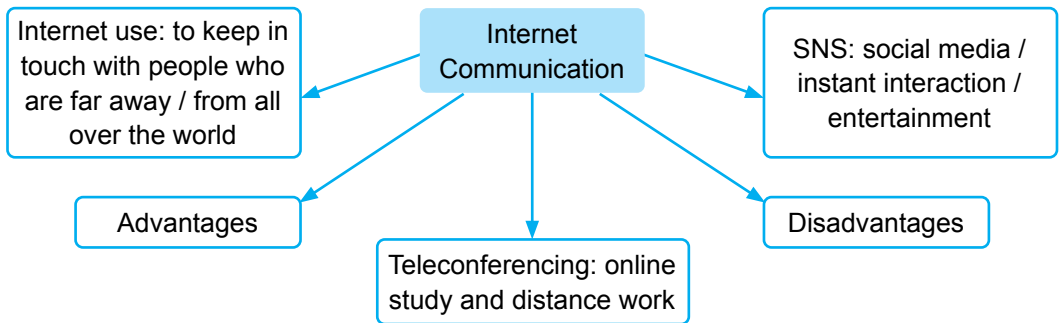 Internet use: to keep in
touch with people who
are far away / from all
over the world
Internet
Communication
SNS: social media /
instant interaction /
entertainment
Advantages
Teleconferencing: online
study and distance work
Disadvantages